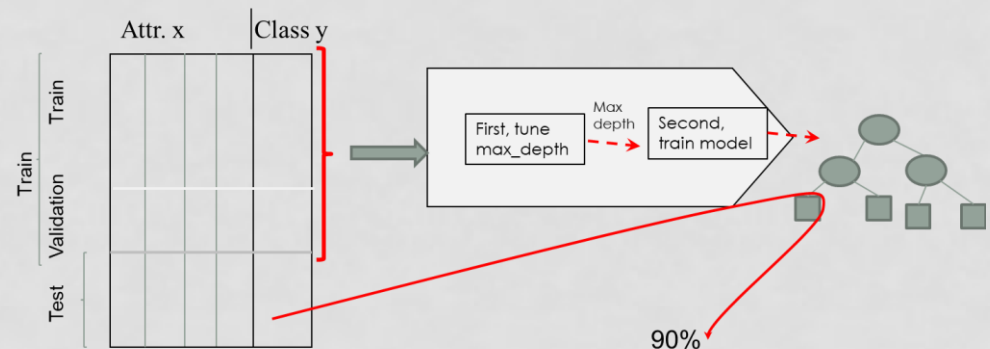 Attr. x
Class y
Train
Train
Validation
Test
First, tune
max_depth
Max
depth
Second,
train model
90%